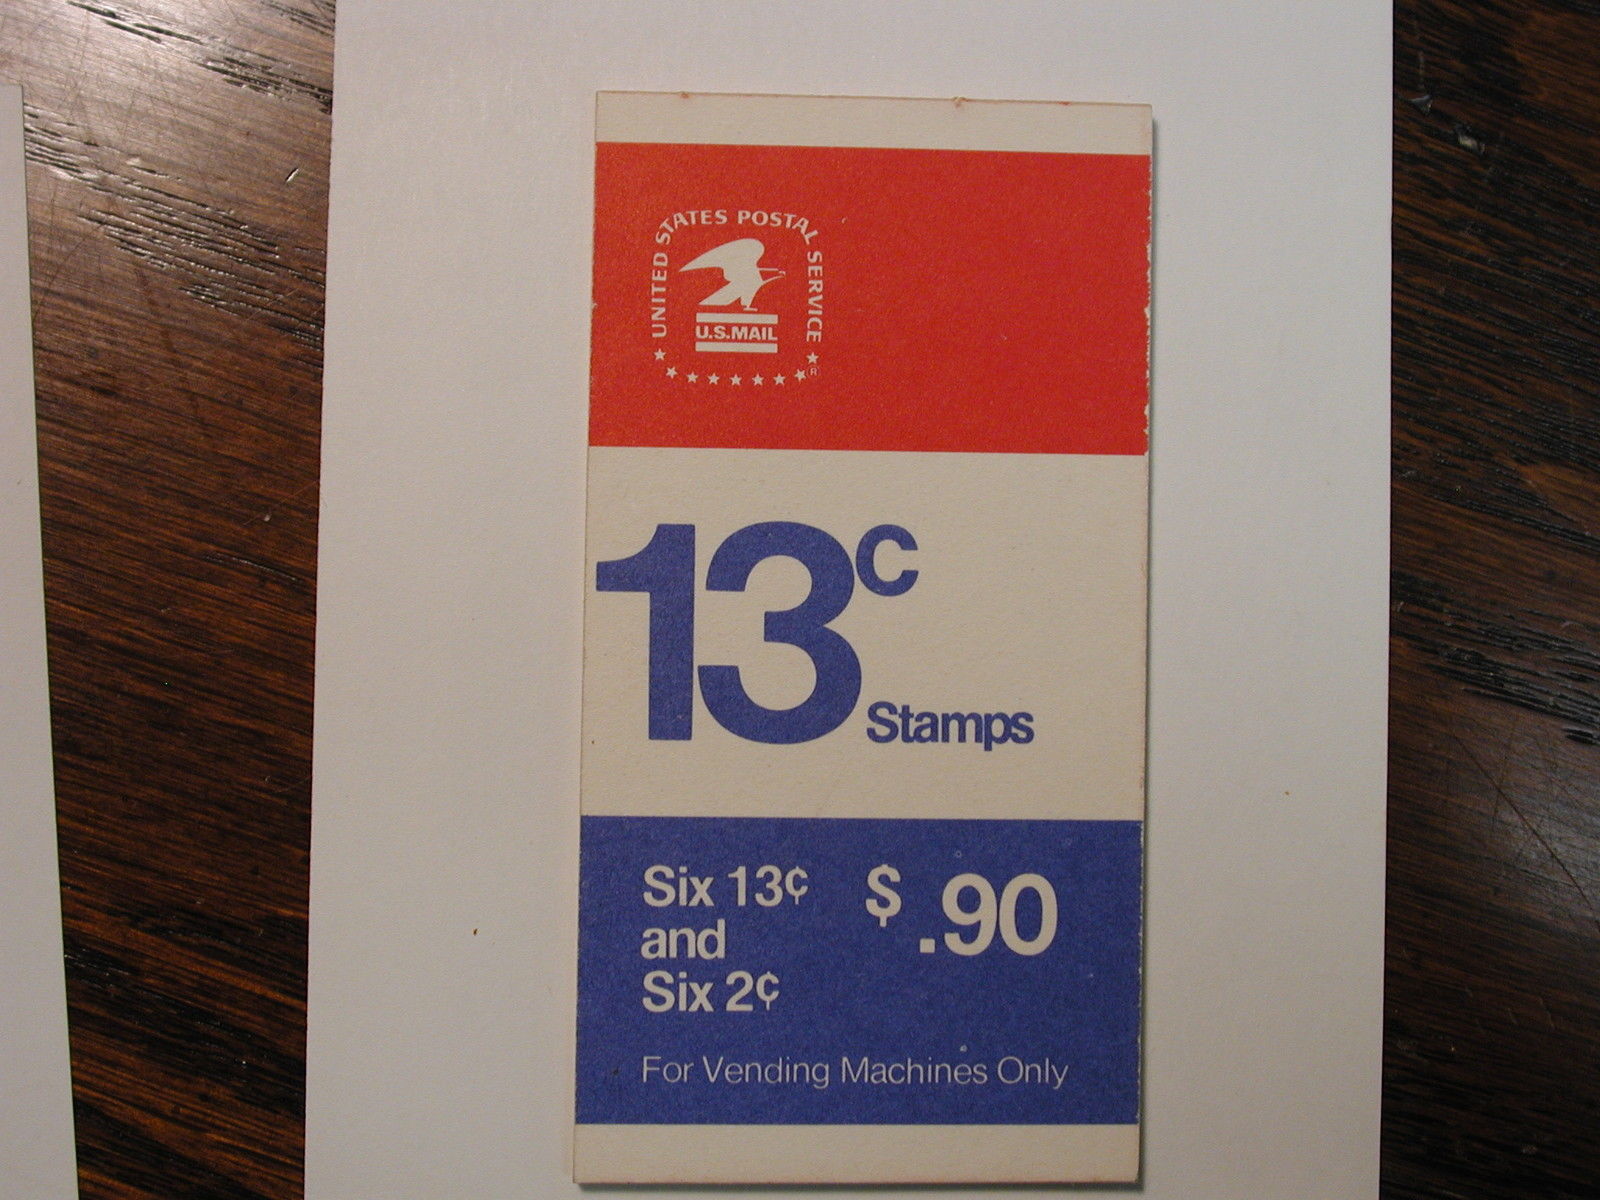 UNITED STATES POSTAL SERVICE
U.S.MAIL
®
13c
Stamps
Six 13¢
and
Six 2¢
$ .90
For Vending Machines Only